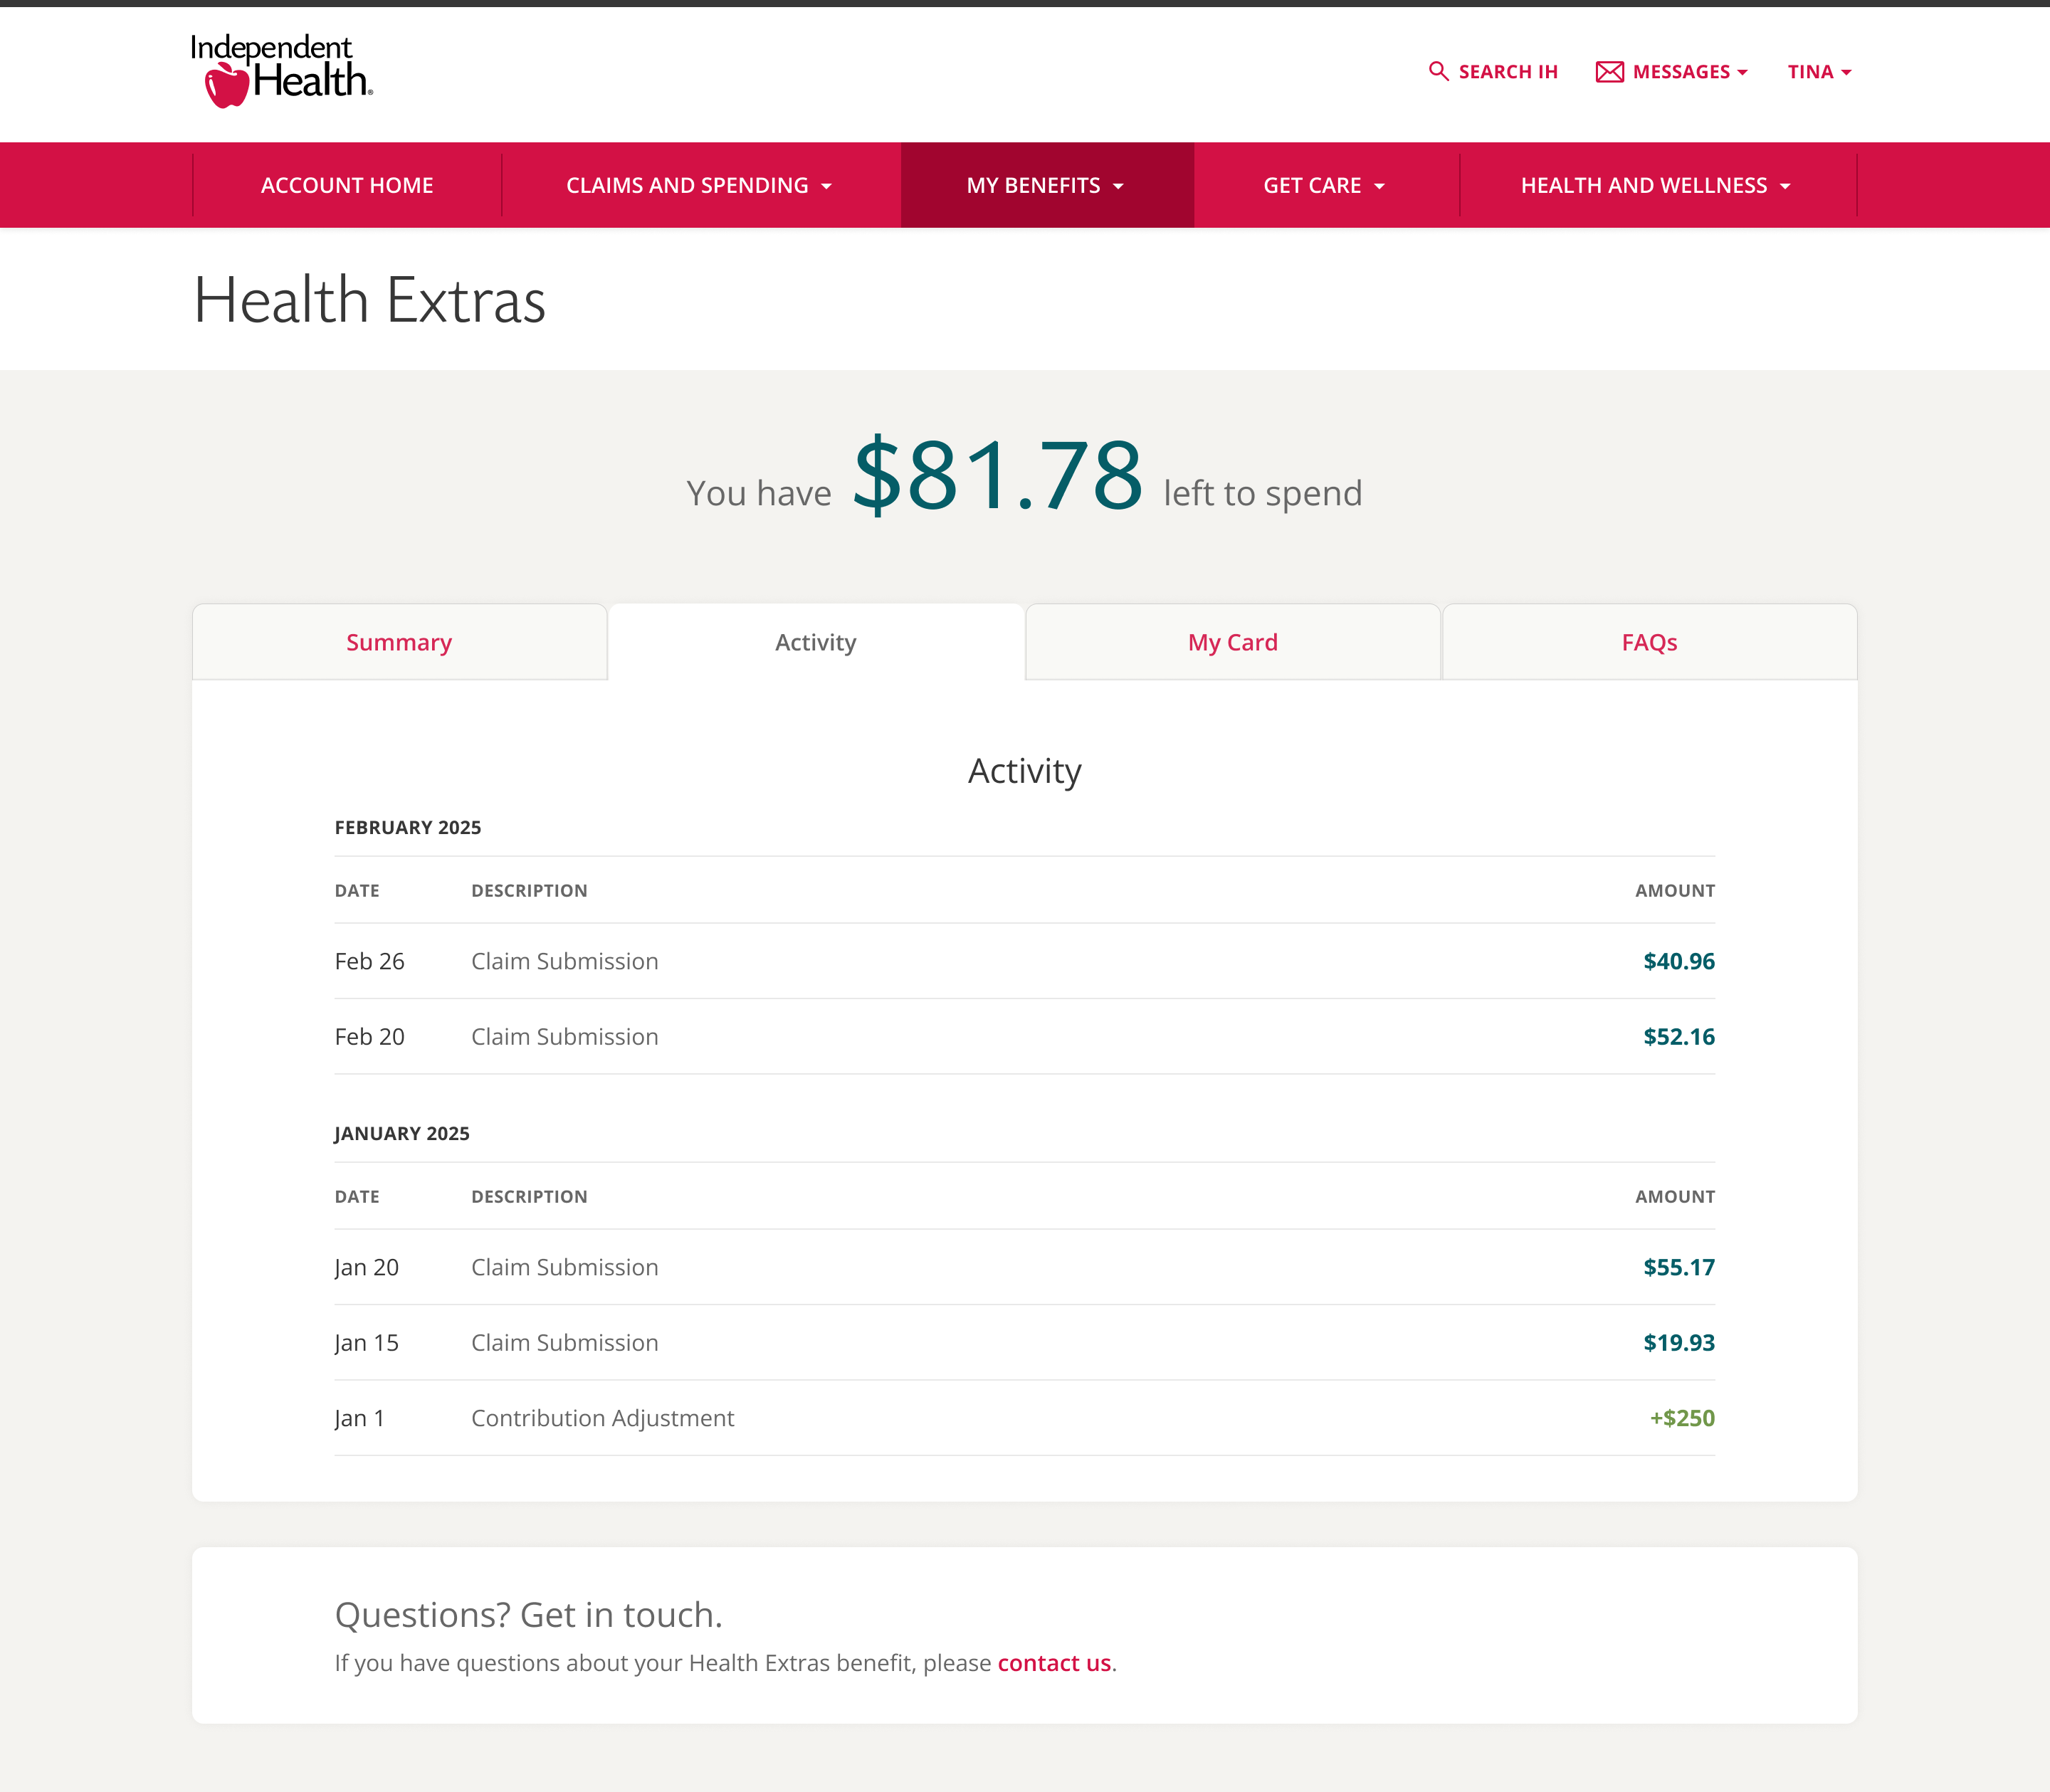 Independent
Health®
SEARCH IH MESSAGES TINA
ACCOUNT HOME CLAIMS AND SPENDING MY BENEFITS GET CARE HEALTH AND WELLNESS
Health Extras
You have $81.78 left to spend
Summary Activity My Card FAQs
Activity
FEBRUARY 2025
DATE DESCRIPTION AMOUNT
Feb 26 Claim Submission $40.96
Feb 20 Claim Submission $52.16
JANUARY 2025
DATE DESCRIPTION AMOUNT
Jan 20 Claim Submission $55.17
Jan 15 Claim Submission $19.93
Jan 1 Contribution Adjustment +$250
Questions? Get in touch.
If you have questions about your Health Extras benefit, please contact us.